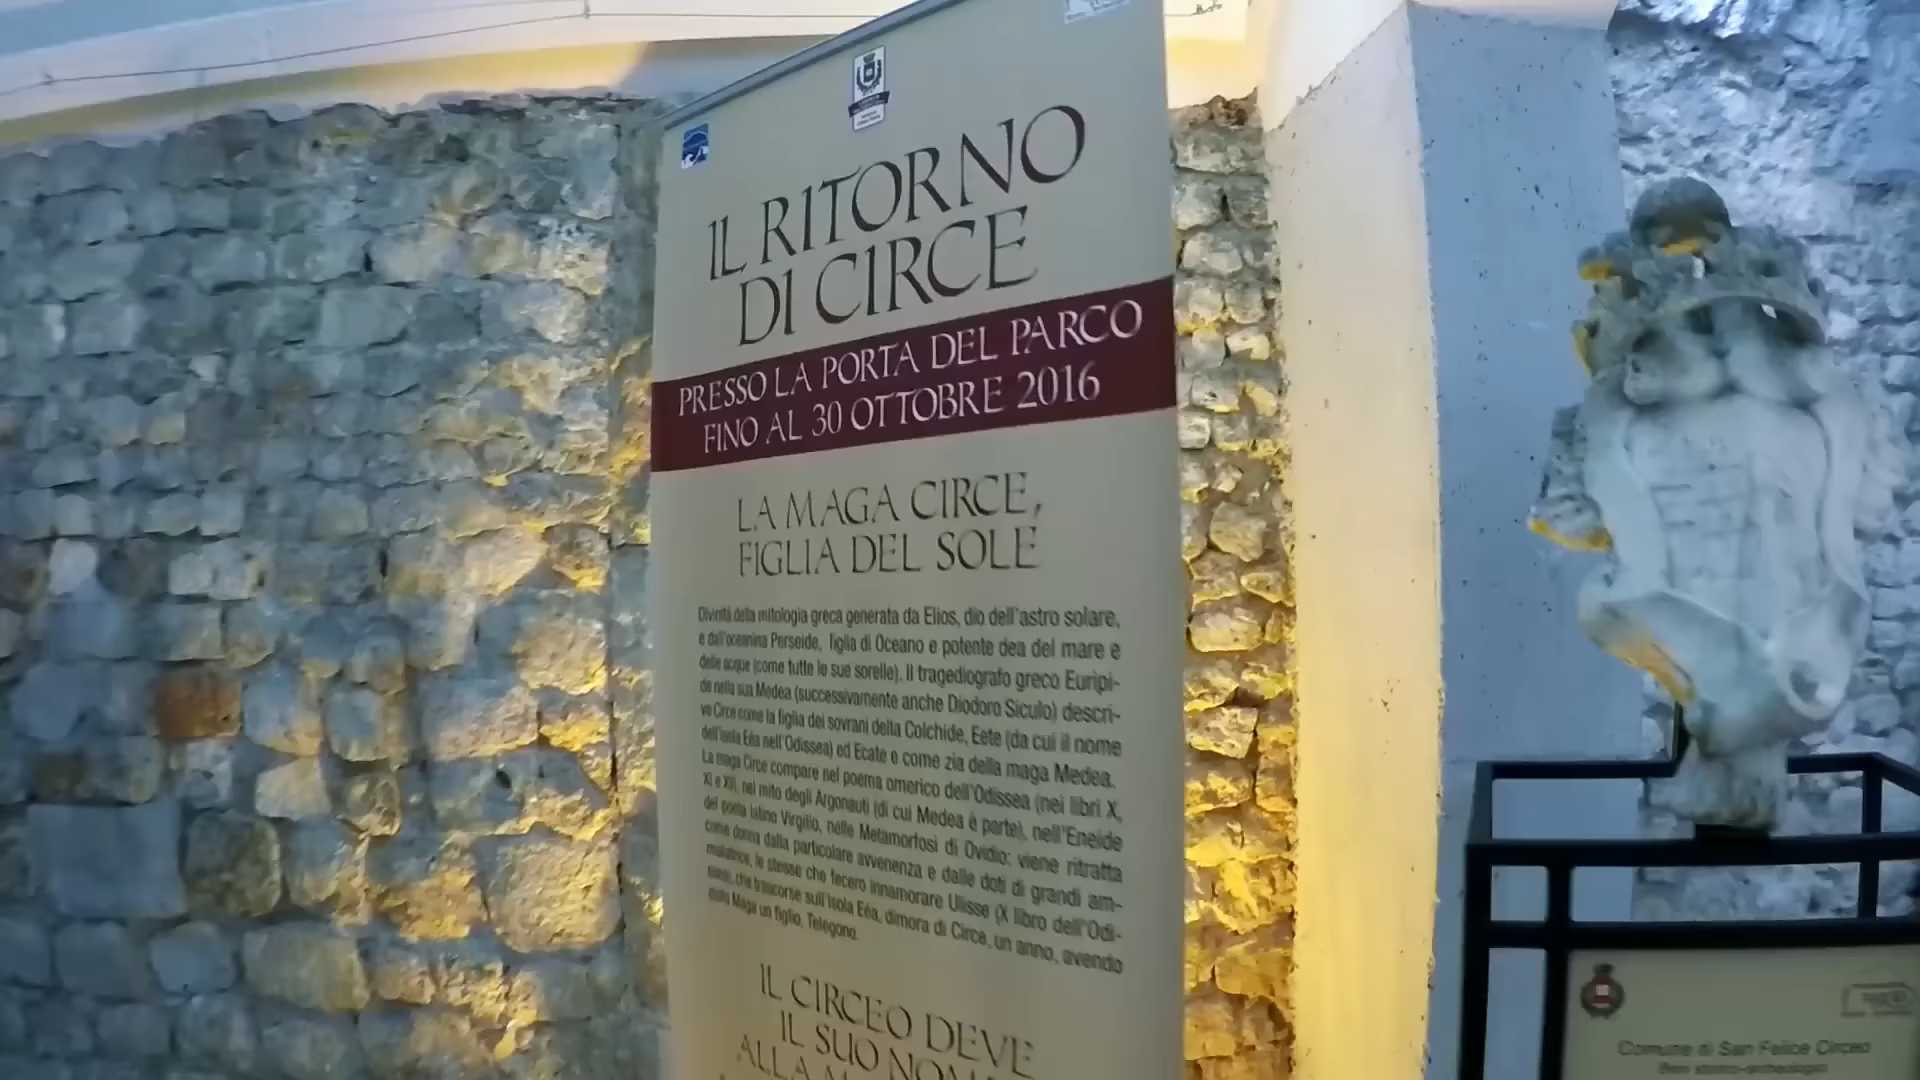 IL RITORNO
DI CIRCE
PRESSO LA PORTA DEL PARCO
FINO AL 30 OTTOBRE 2016
LA MAGA CIRCE,
FIGLIA DEL SOLE
Divinità della mitologia greca generata da Elios, dio dell'astro solare,
e dall'oceanina Perseide, figlia di Oceano e potente dea del mare e
delle acque (come tutte le sue sorelle). Il tragediografo greco Euripi-
de nella sua Medea (successivamente anche Diodoro Siculo) descri-
ve Circe come la figlia dei sovrani della Colchide, Eete (da cui il nome
dell'isola Eéa nell'Odissea) ed Ecate e come zia della maga Medea.
La maga Circe compare nel poema omerico dell'Odissea (nei libri X,
XI e XII, nel mito degli Argonauti (di cui Medea è parte), nell'Eneide
del poeta latino Virgilio, nelle Metamorfosi di Ovidio: viene ritratta
come donna dalla particolare avvenenza e dalle doti di grandi am-
maliatrice, le stesse che fecero innamorare Ulisse (X libro dell'Odi-
che trascorse sull'isola Eéa, dimora di Circe, un anno, avendo
dalla Maga un figlio, Telegono.
IL CIRCEO DEVE
IL SUO
ALLA
Comune di San Felice Circeo